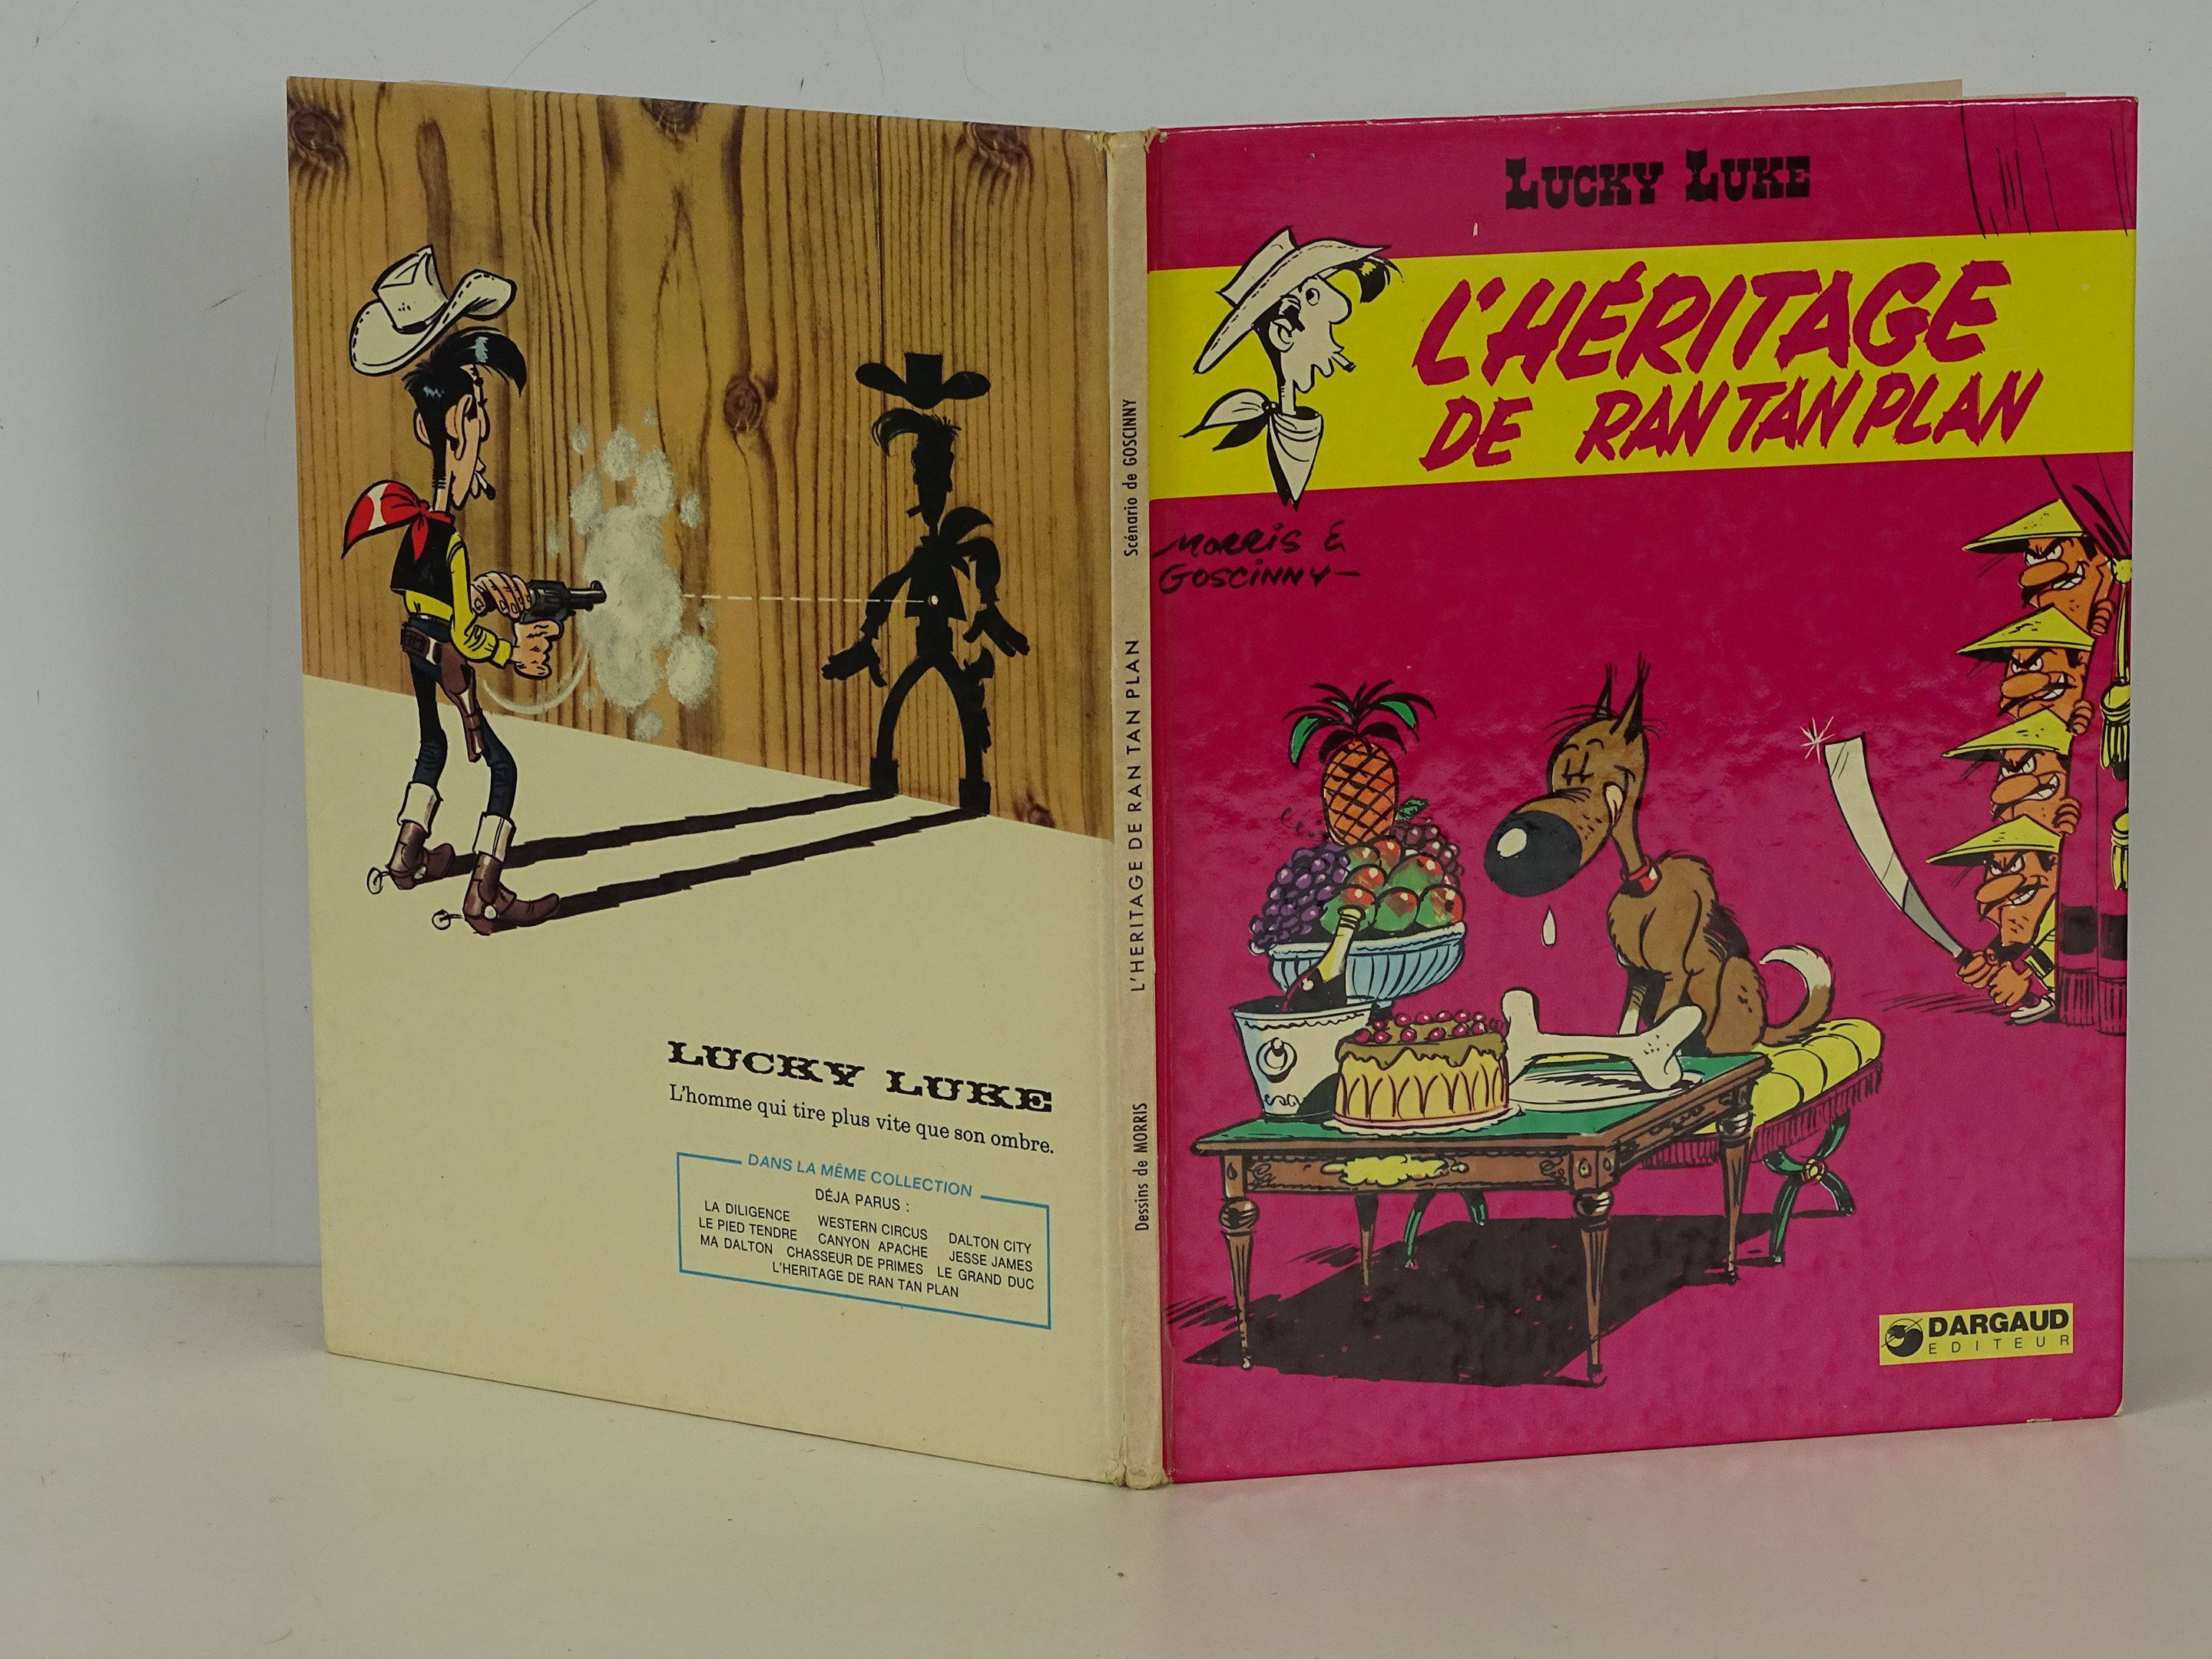 LUCKY LUKE
L'homme qui tire plus vite que son ombre.
DANS LA MÊME COLLECTION
DÉJA PARUS :
LA DILIGENCE WESTERN CIRCUS DALTON CITY
LE PIED TENDRE CANYON APACHE JESSE JAMES
MA DALTON CHASSEUR DE PRIMES LE GRAND DUC
L'HERITAGE DE RAN TAN PLAN
Dessins de MORRIS L'HERITAGE DE RAN TAN PLAN Scénario de GOSCINNY
LUCKY LUKE
L'HÉRITAGE
DE RAN TAN PLAN
MORRIS &
GOSCINNY
DARGAUD
EDITEUR